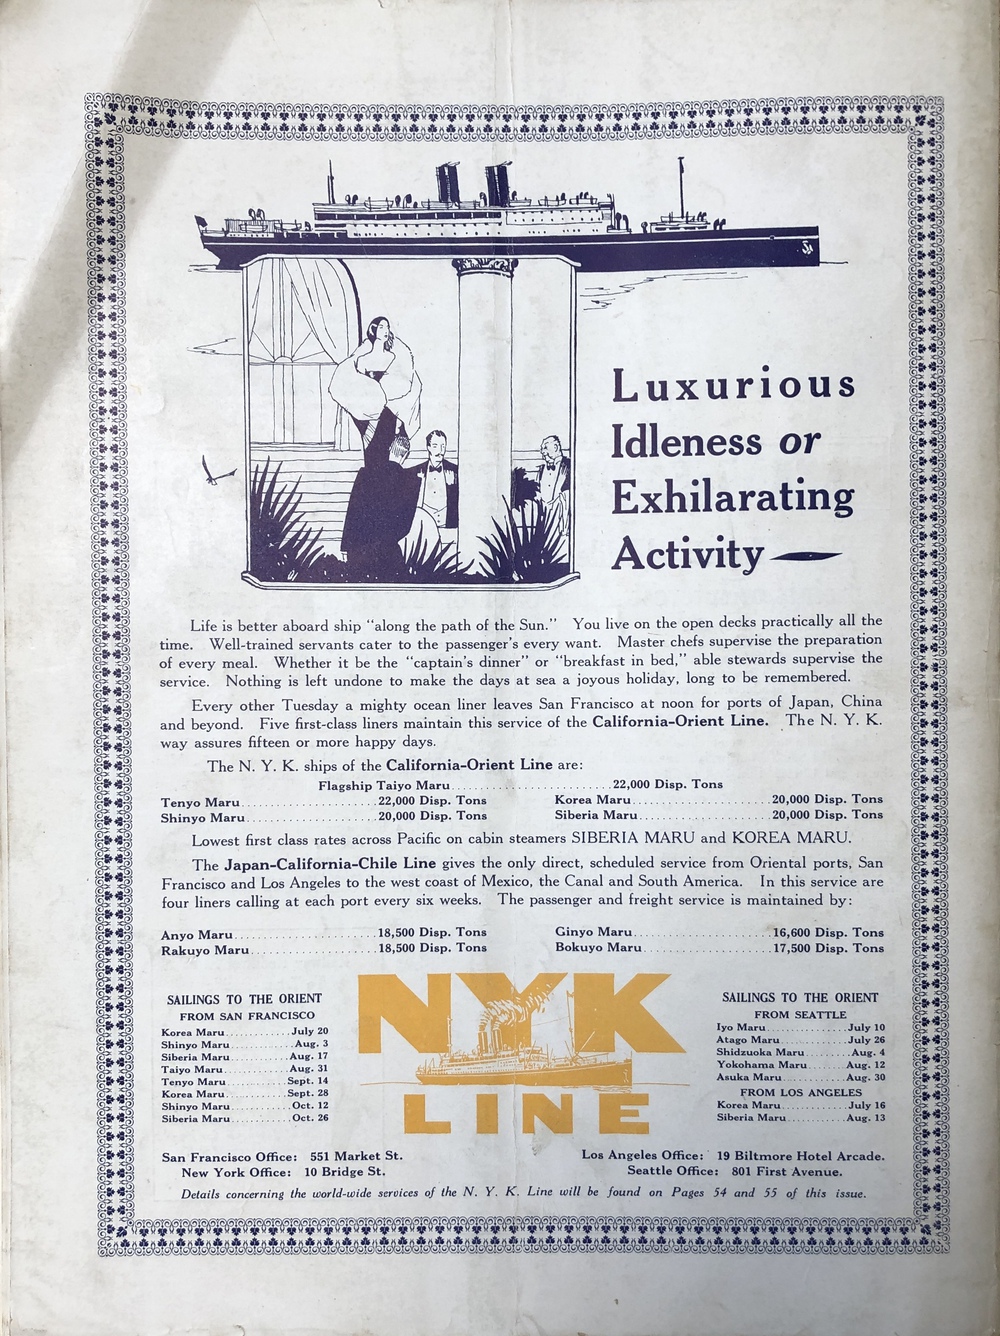 Luxurious
Idleness or
Exhilarating
Activity—
Life is better aboard ship "along the path of the Sun." You live on the open decks practically all the
time. Well-trained servants cater to the passenger's every want. Master chefs supervise the preparation
of every meal. Whether it be the "captain's dinner" or "breakfast in bed," able stewards supervise the
service. Nothing is left undone to make the days at sea a joyous holiday, long to be remembered.
Every other Tuesday a mighty ocean liner leaves San Francisco at noon for ports of Japan, China
and beyond. Five first-class liners maintain this service of the California-Orient Line. The N. Y. K.
way assures fifteen or more happy days.
The N. Y. K. ships of the California-Orient Line are:
Flagship Taiyo Maru..............................22,000 Disp. Tons
Tenyo Maru.........................22,000 Disp. Tons
Shinyo Maru........................20,000 Disp. Tons
Korea Maru.........................20,000 Disp. Tons
Siberia Maru.......................20,000 Disp. Tons
Lowest first class rates across Pacific on cabin steamers SIBERIA MARU and KOREA MARU.
The Japan-California-Chile Line gives the only direct, scheduled service from Oriental ports, San
Francisco and Los Angeles to the west coast of Mexico, the Canal and South America. In this service are
four liners calling at each port every six weeks. The passenger and freight service is maintained by:
Anyo Maru..........................18,500 Disp. Tons
Rakuyo Maru........................18,500 Disp. Tons
Ginyo Maru.........................16,600 Disp. Tons
Bokuyo Maru........................17,500 Disp. Tons
NYK
LINE
SAILINGS TO THE ORIENT
FROM SAN FRANCISCO
Korea Maru............July 20
Shinyo Maru............Aug. 3
Siberia Maru..........Aug. 17
Taiyo Maru............Aug. 31
Tenyo Maru...........Sept. 14
Korea Maru...........Sept. 28
Shinyo Maru...........Oct. 12
Siberia Maru..........Oct. 26
SAILINGS TO THE ORIENT
FROM SEATTLE
Iyo Maru..............July 10
Atago Maru............July 26
Shidzuoka Maru.........Aug. 4
Yokohama Maru.........Aug. 12
Asuka Maru............Aug. 30
FROM LOS ANGELES
Korea Maru............July 16
Siberia Maru..........Aug. 13
San Francisco Office: 551 Market St.
New York Office: 10 Bridge St.
Los Angeles Office: 19 Biltmore Hotel Arcade.
Seattle Office: 801 First Avenue.
Details concerning the world-wide services of the N. Y. K. Line will be found on Pages 54 and 55 of this issue.